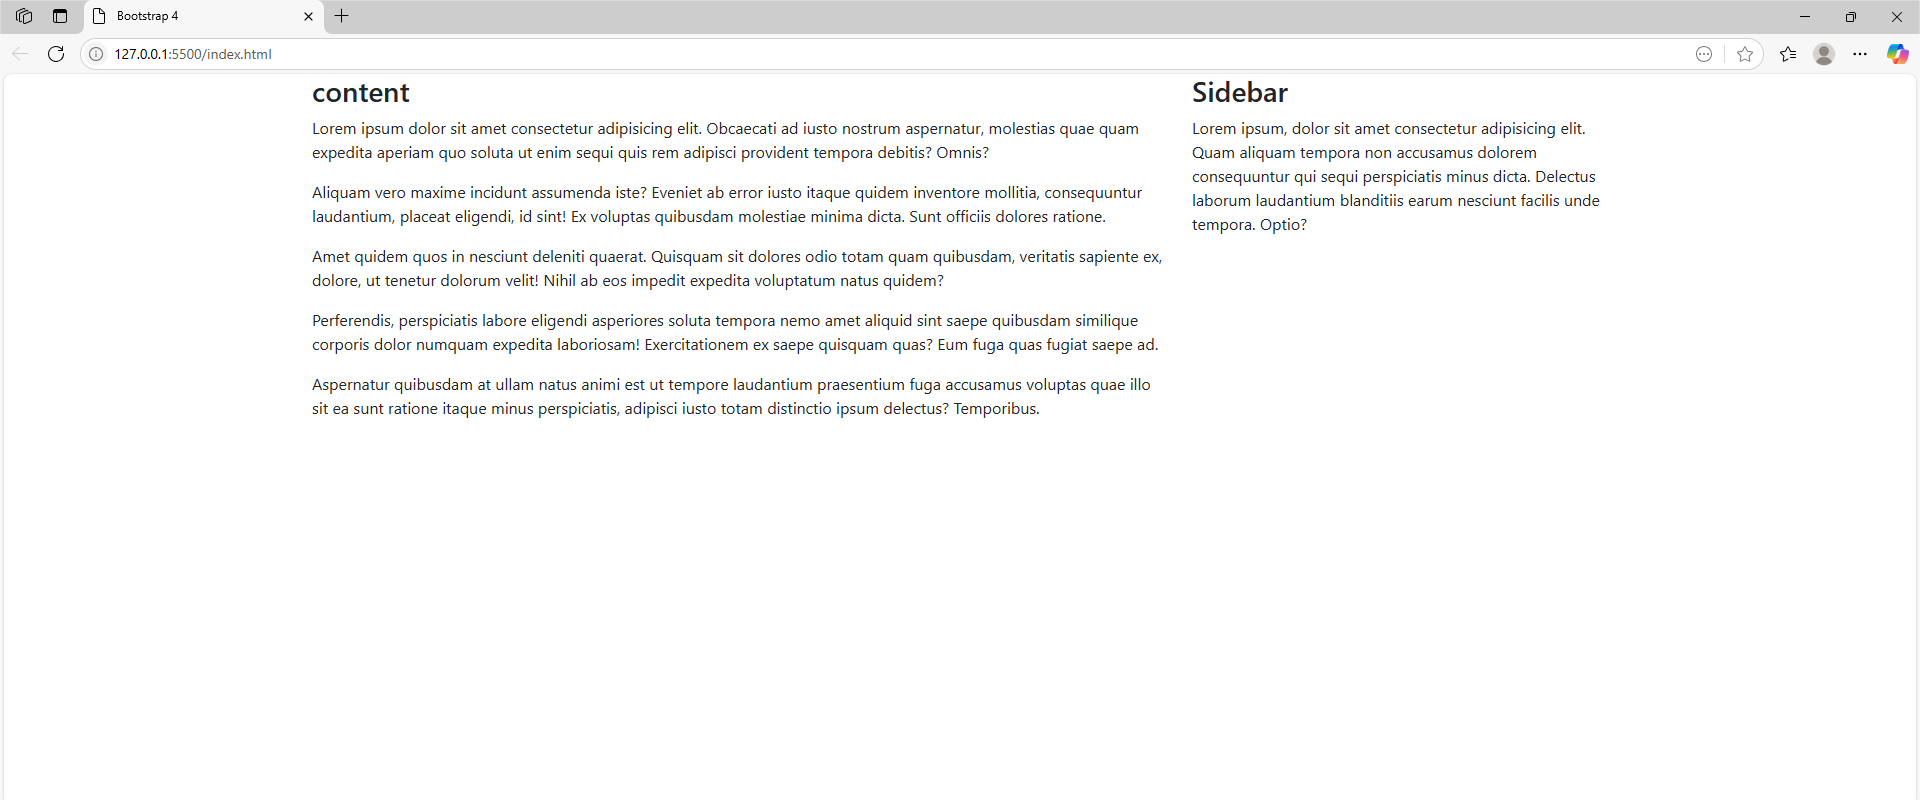 Bootstrap 4
127.0.0.1:5500/index.html
content
Lorem ipsum dolor sit amet consectetur adipisicing elit. Obcaecati ad iusto nostrum aspernatur, molestias quae quam
expedita aperiam quo soluta ut enim sequi quis rem adipisci provident tempora debitis? Omnis?
Aliquam vero maxime incidunt assumenda iste? Eveniet ab error iusto itaque quidem inventore mollitia, consequuntur
laudantium, placeat eligendi, id sint! Ex voluptas quibusdam molestiae minima dicta. Sunt officiis dolores ratione.
Amet quidem quos in nesciunt deleniti quaerat. Quisquam sit dolores odio totam quam quibusdam, veritatis sapiente ex,
dolore, ut tenetur dolorum velit! Nihil ab eos impedit expedita voluptatum natus quidem?
Perferendis, perspiciatis labore eligendi asperiores soluta tempora nemo amet aliquid sint saepe quibusdam similique
corporis dolor numquam expedita laboriosam! Exercitationem ex saepe quisquam quas? Eum fuga quas fugiat saepe ad.
Aspernatur quibusdam at ullam natus animi est ut tempore laudantium praesentium fuga accusamus voluptas quae illo
sit ea sunt ratione itaque minus perspiciatis, adipisci iusto totam distinctio ipsum delectus? Temporibus.
Sidebar
Lorem ipsum, dolor sit amet consectetur adipisicing elit.
Quam aliquam tempora non accusamus dolorem
consequuntur qui sequi perspiciatis minus dicta. Delectus
laborum laudantium blanditiis earum nesciunt facilis unde
tempora. Optio?